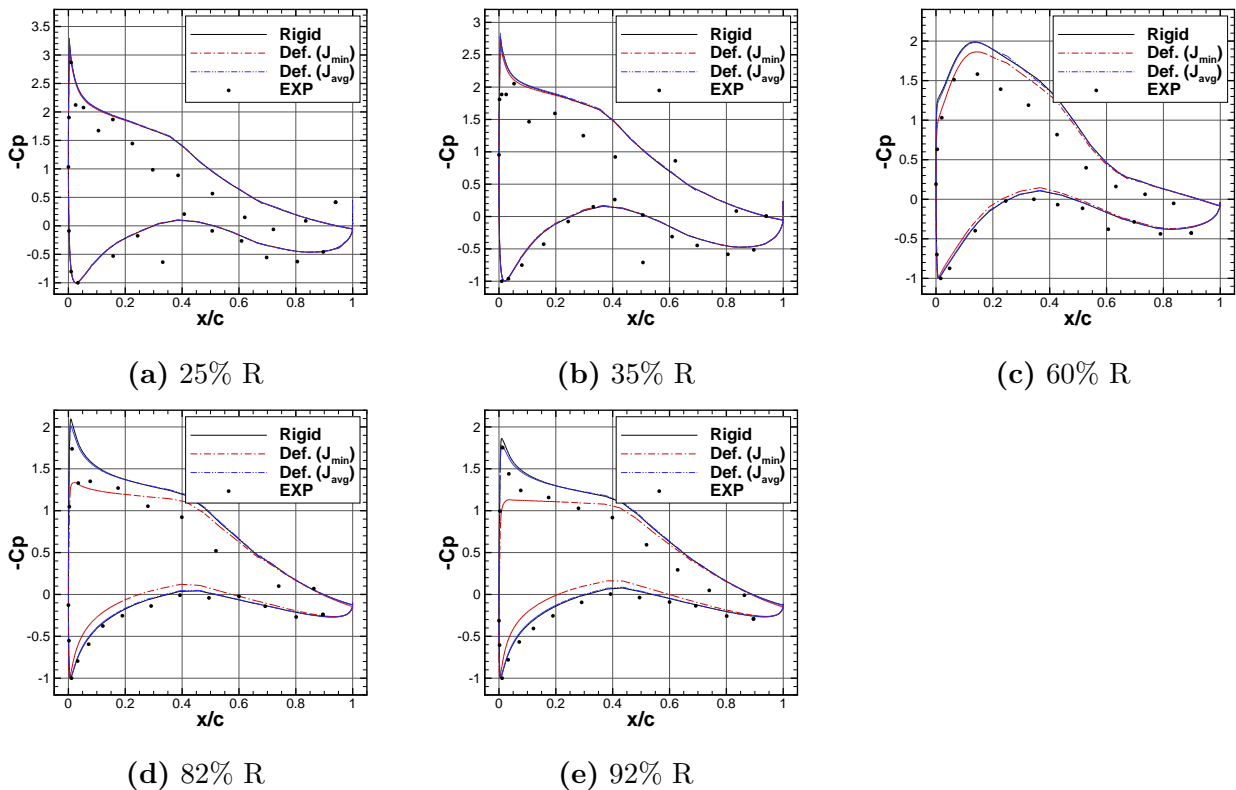 3.5
3
2.5
2
1.5
1
0.5
0
-0.5
-1
-Cp
0 0.2 0.4 0.6 0.8 1
x/c
Rigid
Def. (Jmin)
Def. (Javg)
EXP
(a) 25% R
3
2.5
2
1.5
1
0.5
0
-0.5
-1
-Cp
0 0.2 0.4 0.6 0.8 1
x/c
Rigid
Def. (Jmin)
Def. (Javg)
EXP
(b) 35% R
2
1.5
1
0.5
0
-0.5
-1
-Cp
0 0.2 0.4 0.6 0.8 1
x/c
Rigid
Def. (Jmin)
Def. (Javg)
EXP
(c) 60% R
2
1.5
1
0.5
0
-0.5
-1
-Cp
0 0.2 0.4 0.6 0.8 1
x/c
Rigid
Def. (Jmin)
Def. (Javg)
EXP
(d) 82% R
2
1.5
1
0.5
0
-0.5
-1
-Cp
0 0.2 0.4 0.6 0.8 1
x/c
Rigid
Def. (Jmin)
Def. (Javg)
EXP
(e) 92% R